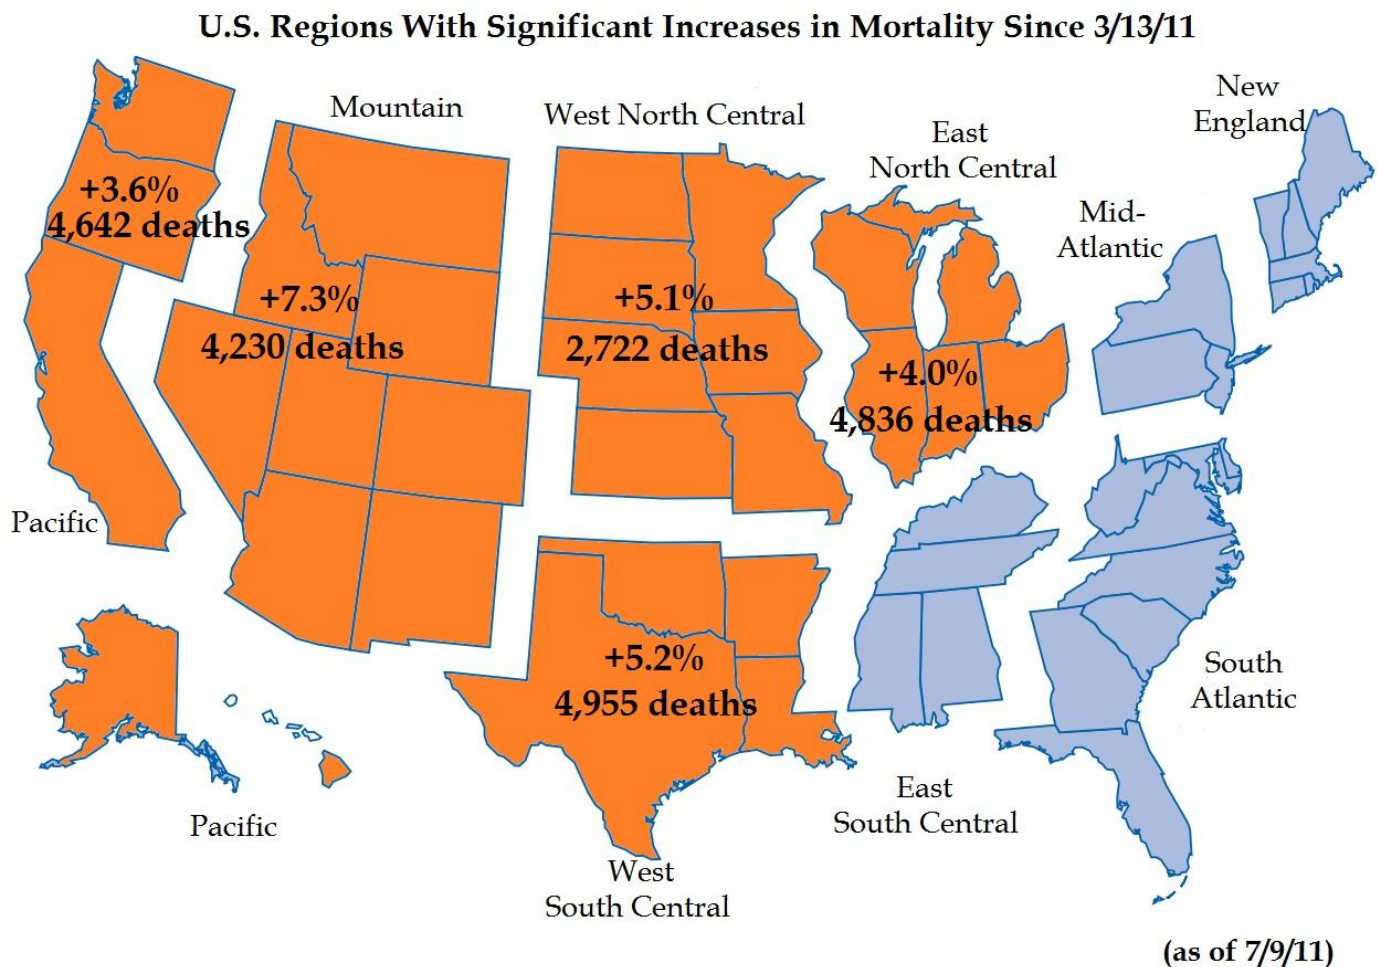 U.S. Regions With Significant Increases in Mortality Since 3/13/11
Mountain
West North Central
East
North Central
New
England
Mid-
Atlantic
+3.6%
4,642 deaths
+7.3%
4,230 deaths
+5.1%
2,722 deaths
+4.0%
4,836 deaths
Pacific
+5.2%
4,955 deaths
South
Atlantic
Pacific
East
South Central
West
South Central
(as of 7/9/11)